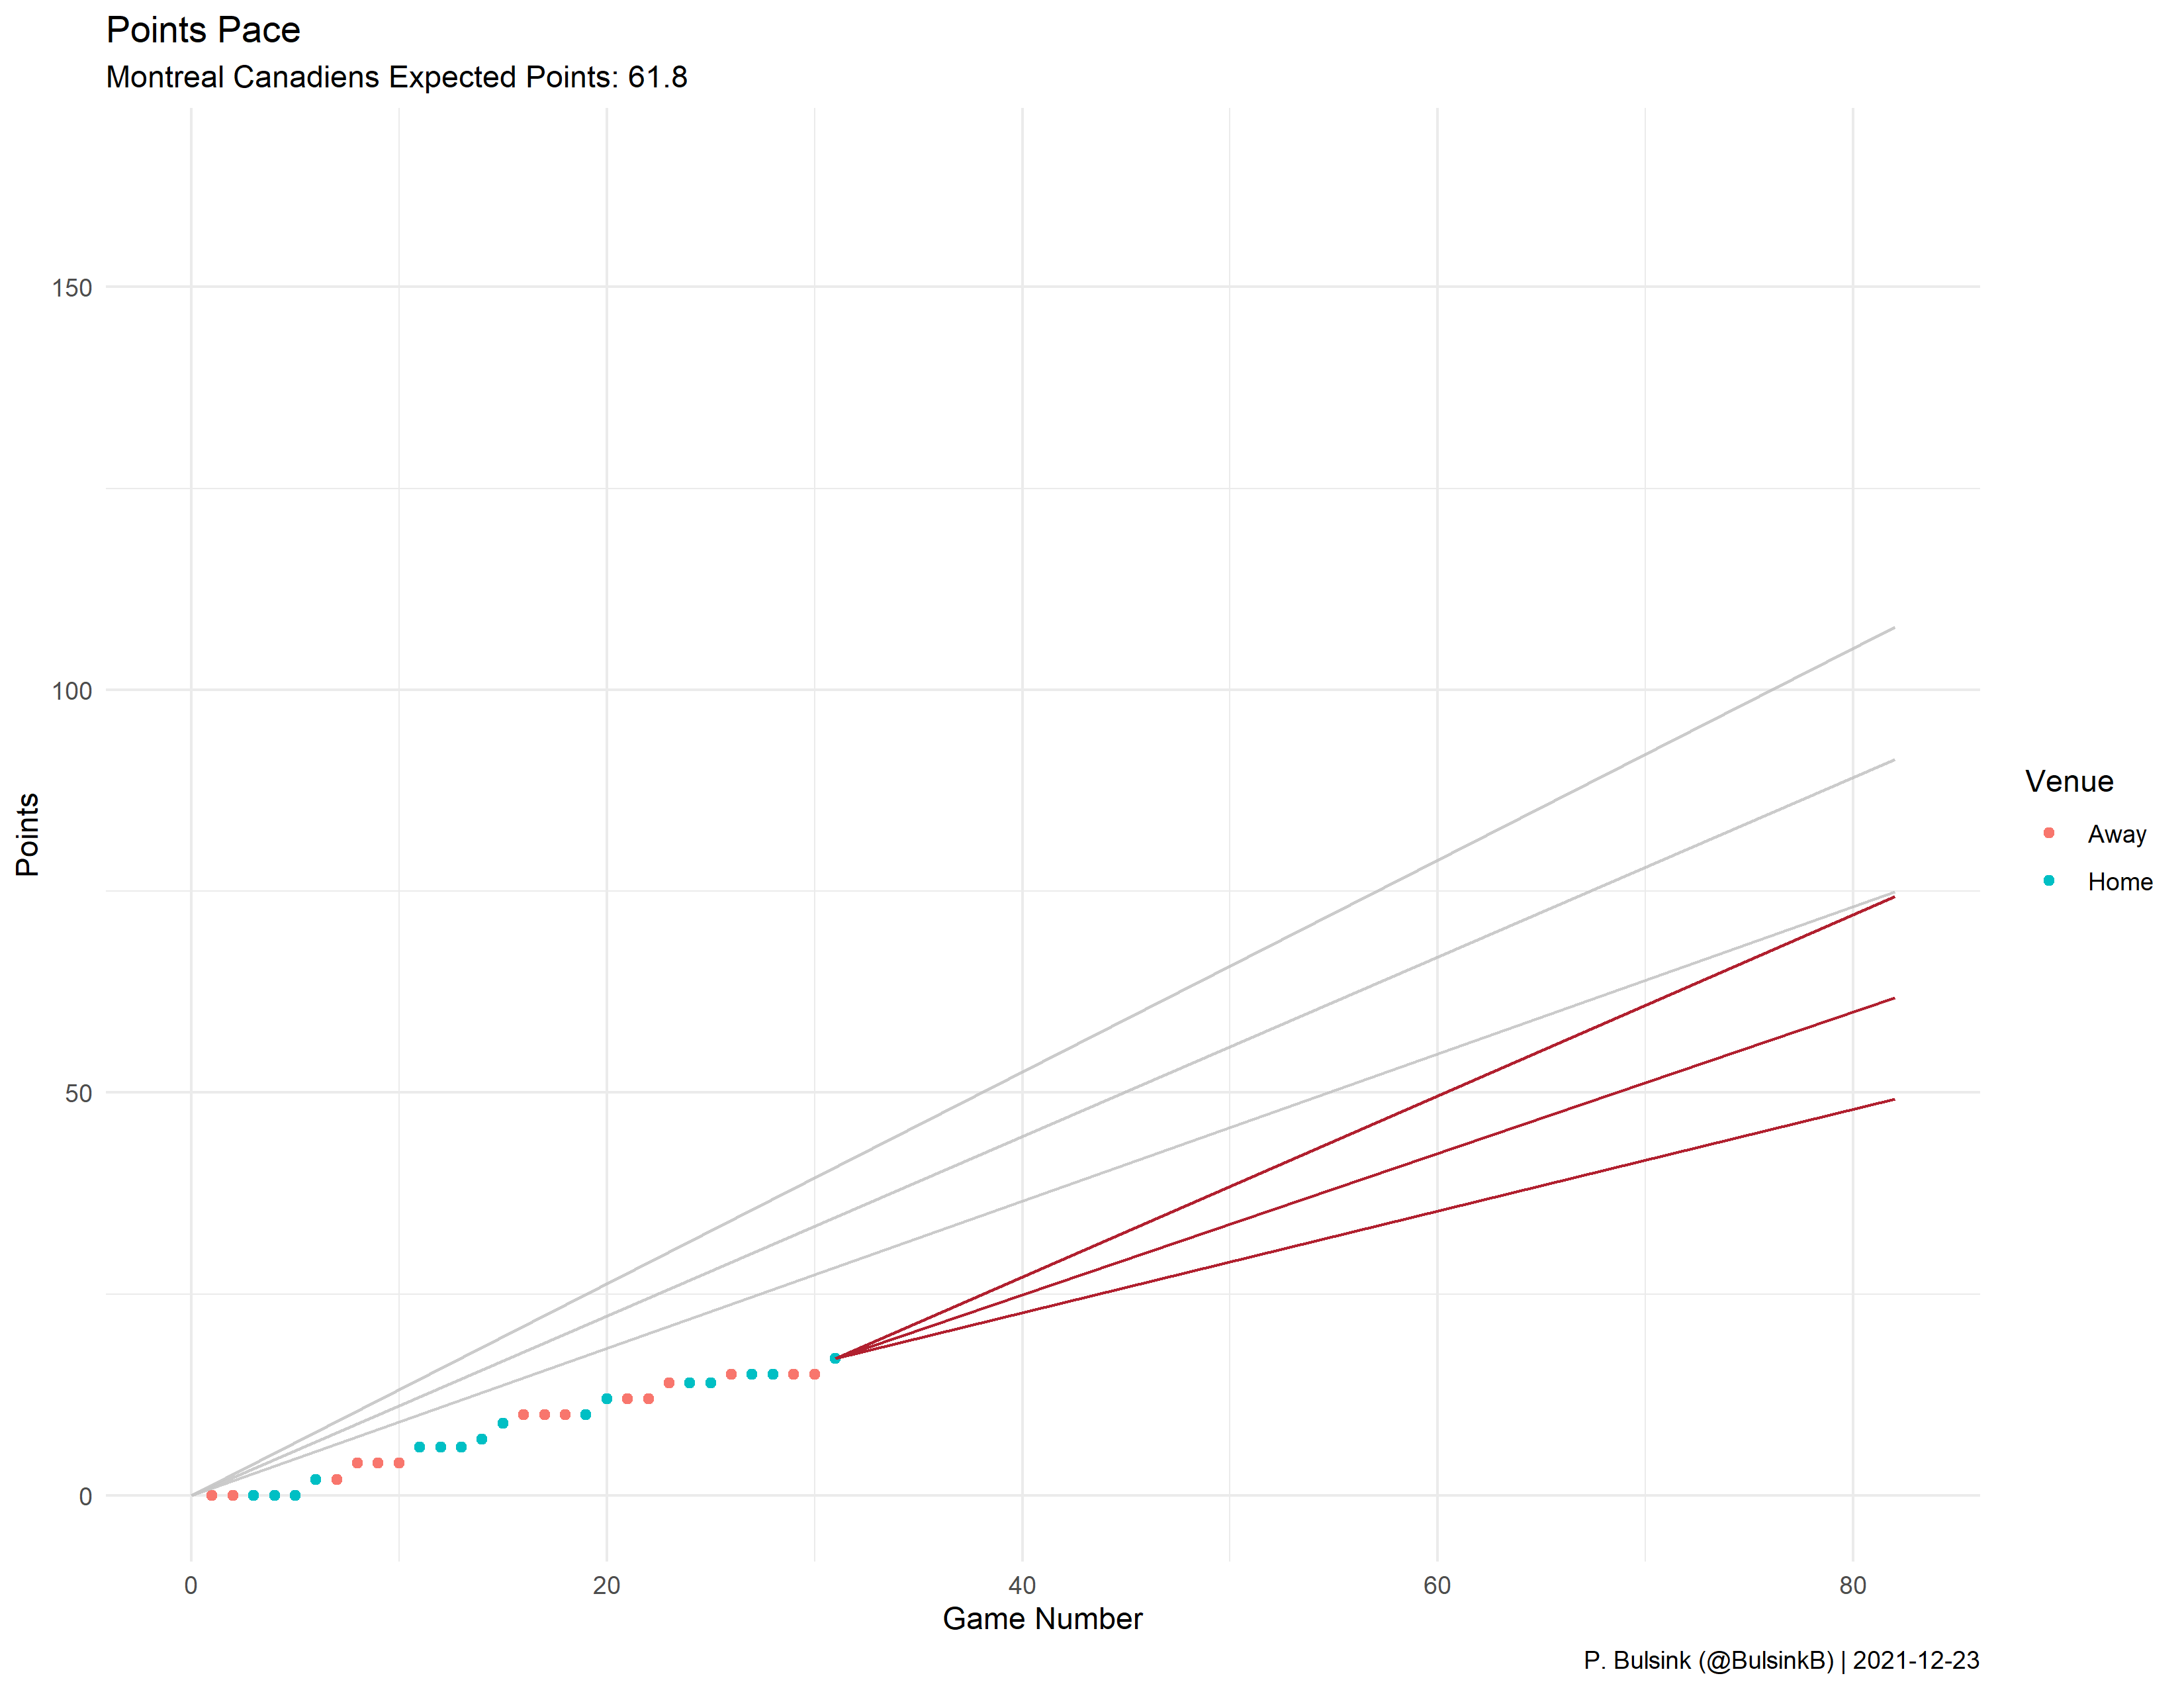 Points Pace
Montreal Canadiens Expected Points: 61.8
150
100
50
0
Points
0 20 40 60 80
Game Number
Venue
Away
Home
P. Bulsink (@BulsinkB) | 2021-12-23